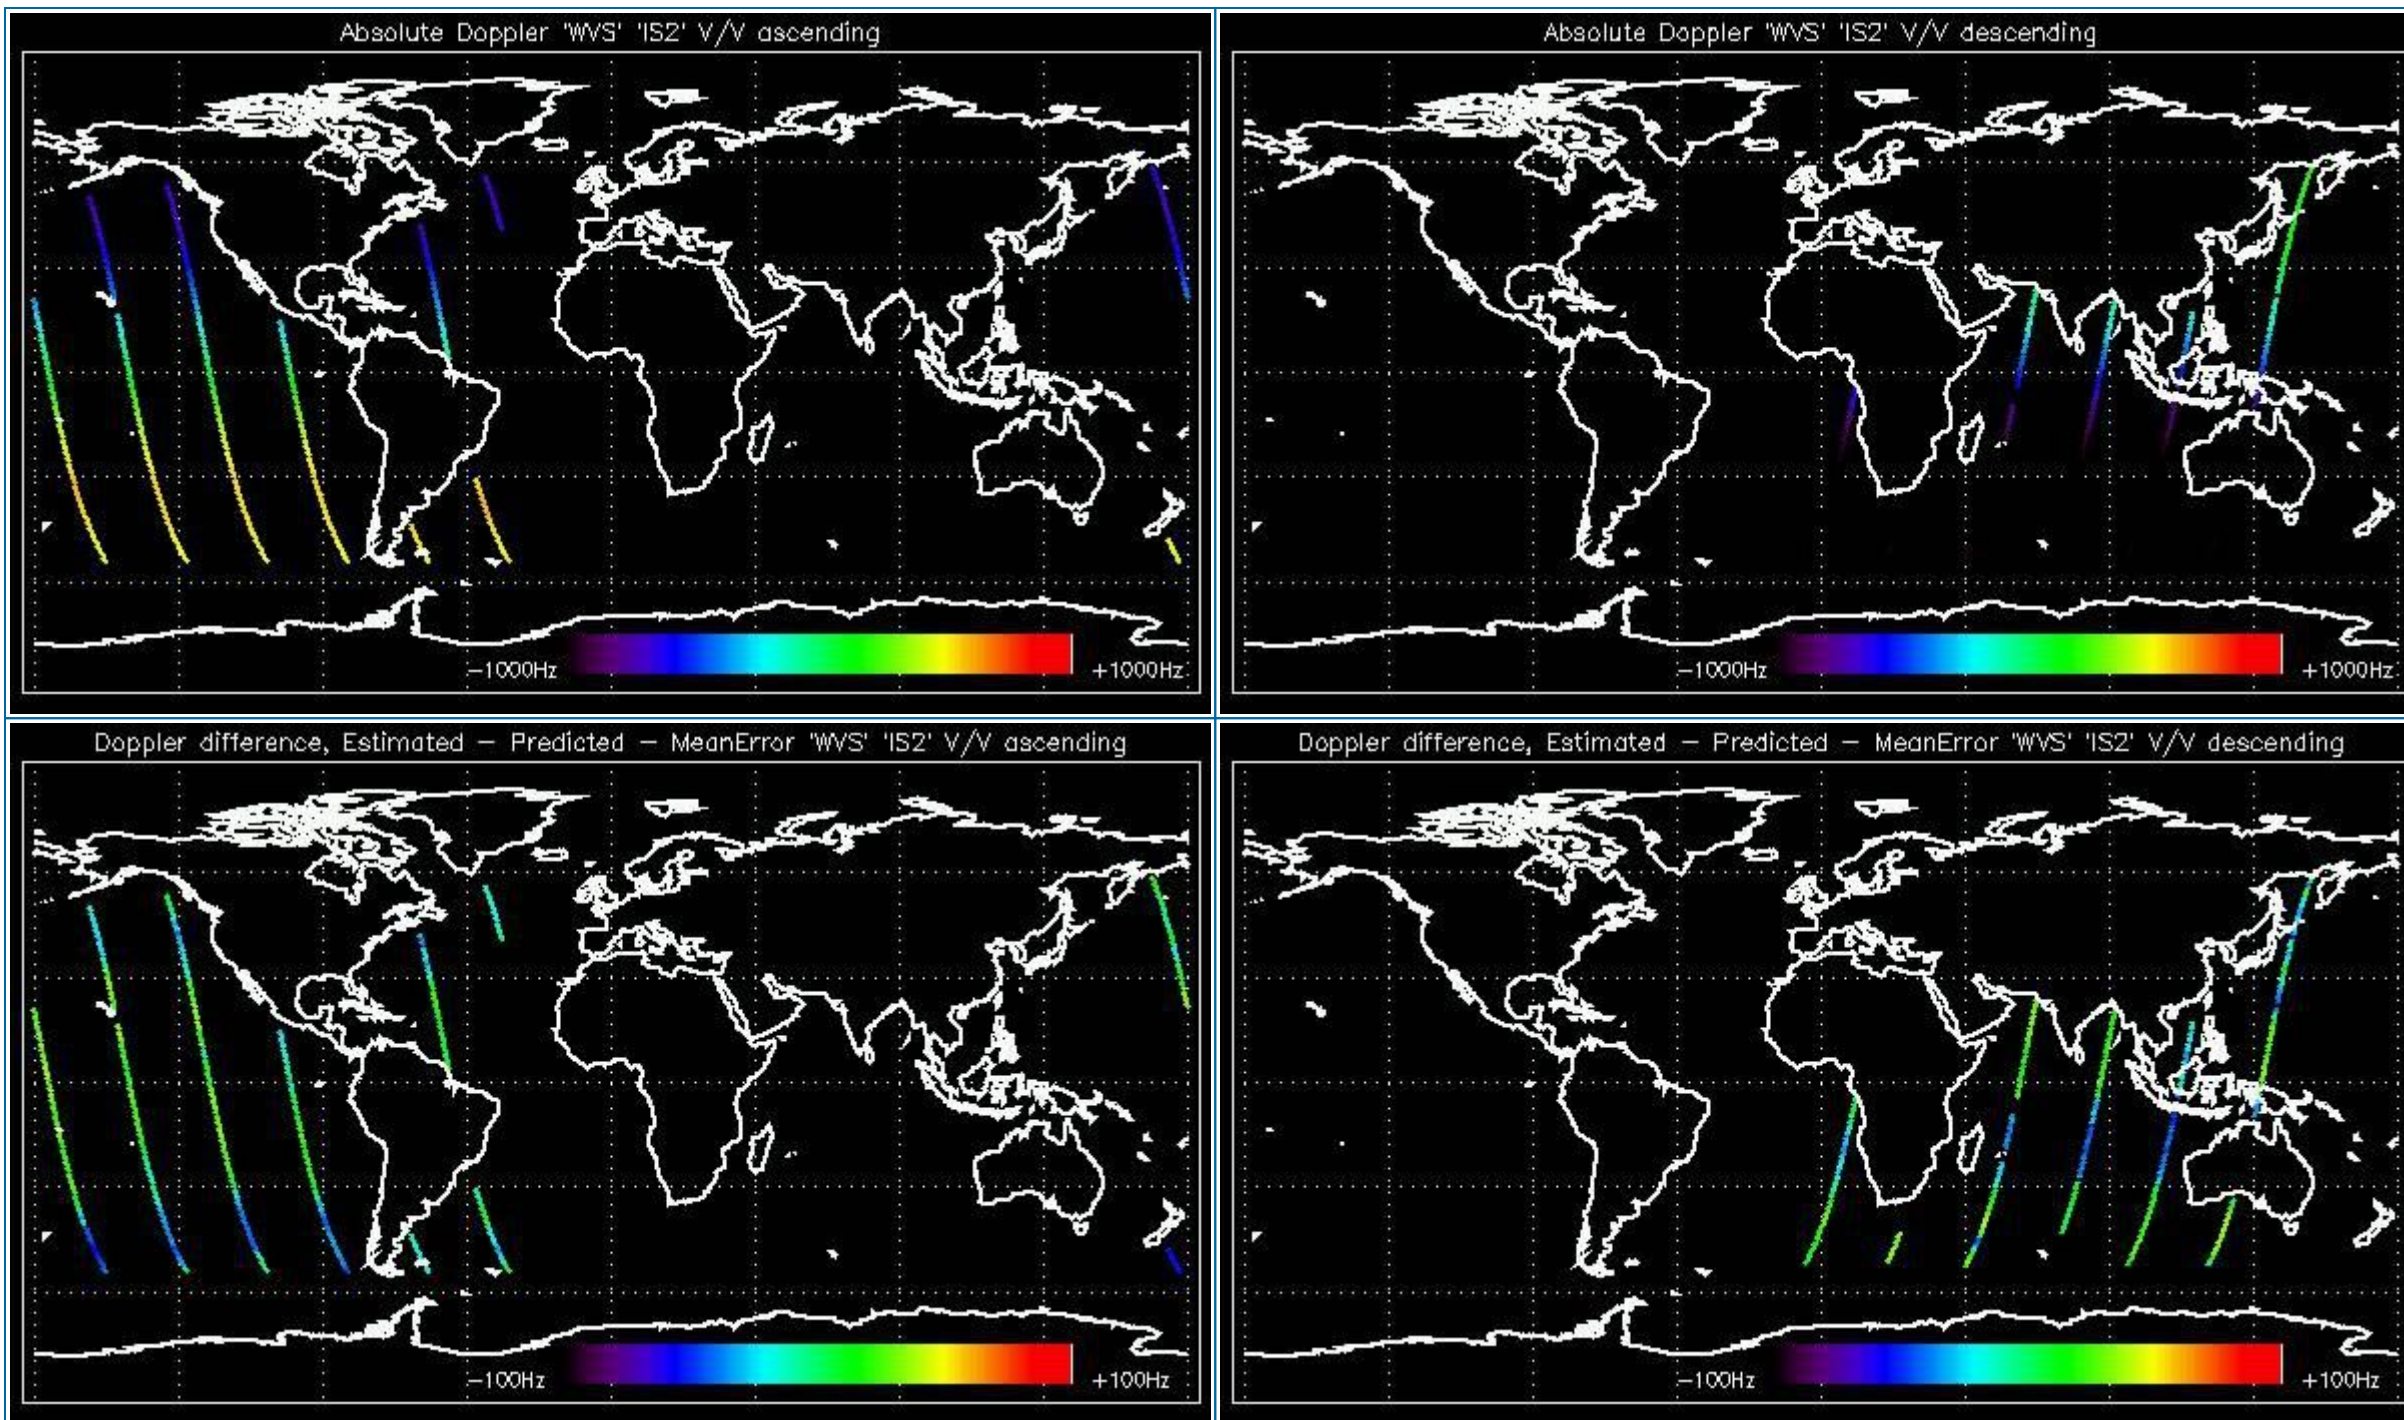 Absolute Doppler 'WVS' 'IS2' V/V ascending
-1000Hz
+1000Hz
Absolute Doppler 'WVS' 'IS2' V/V descending
-1000Hz
+1000Hz
Doppler difference, Estimated - Predicted - MeanError 'WVS' 'IS2' V/V ascending
-100Hz
+100Hz
Doppler difference, Estimated - Predicted - MeanError 'WVS' 'IS2' V/V descending
-100Hz
+100Hz